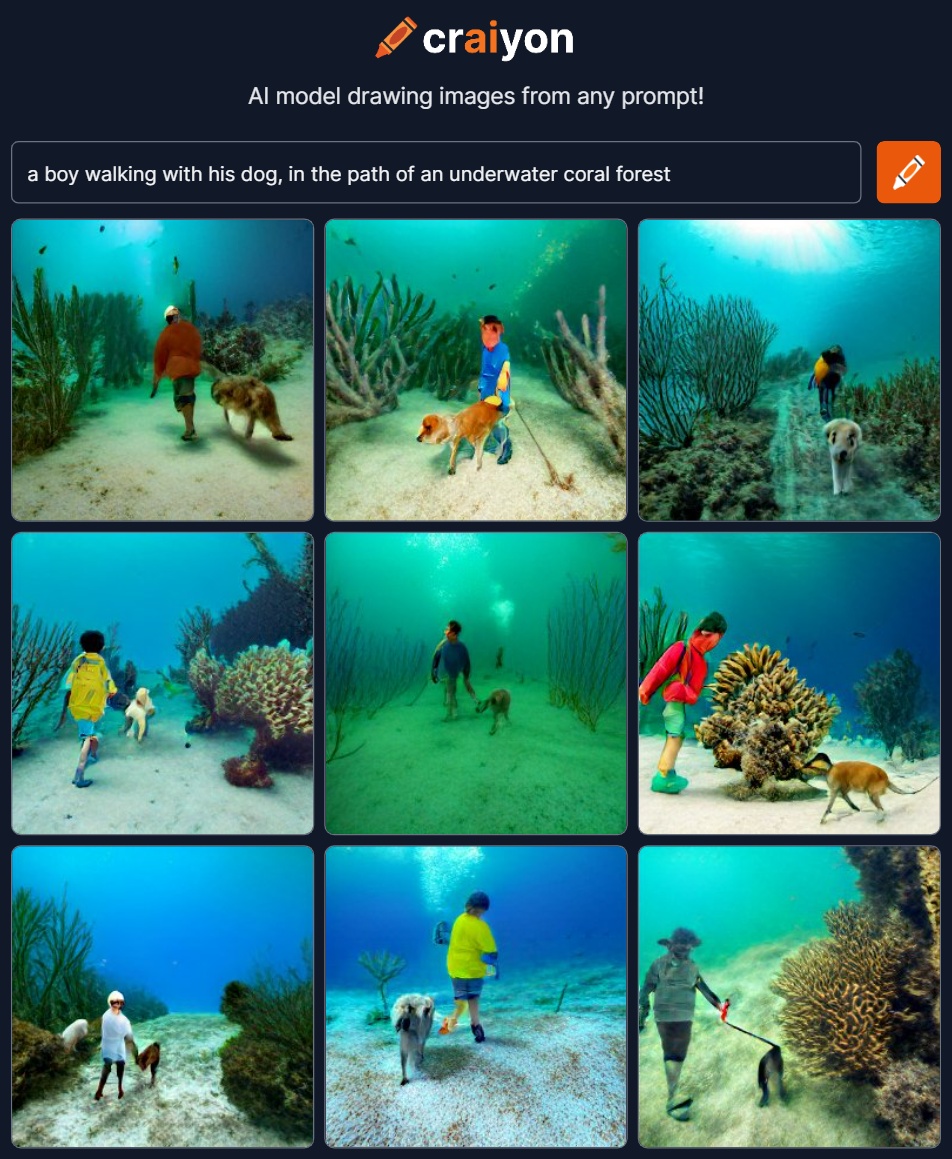 craiyon
AI model drawing images from any prompt!
a boy walking with his dog, in the path of an underwater coral forest